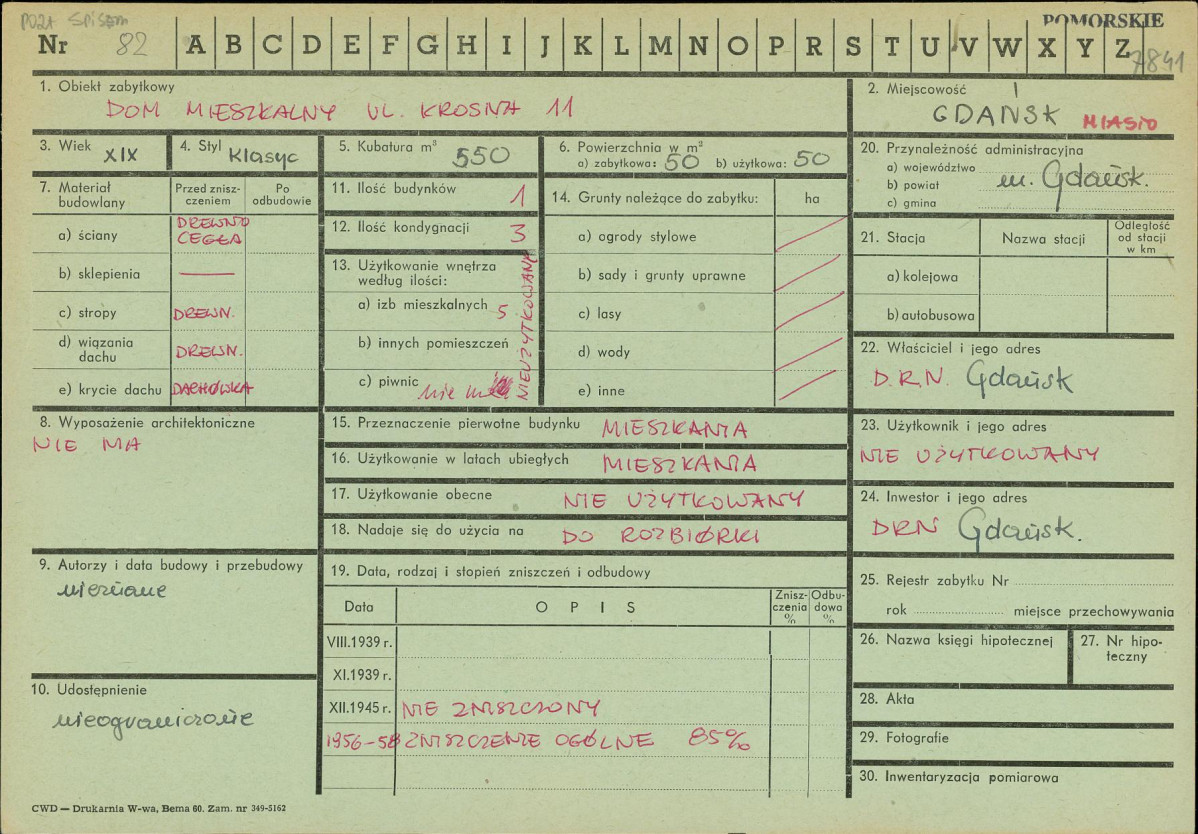 POZA SPISEM
POMORSKIE
Nr 82 A B C D E F G H I J K L M N O P R S T U V W X Y Z
7841
1. Obiekt zabytkowy
DOM MIESZKALNY UL. KROSNA 11
2. Miejscowość
GDAŃSK MIASTO
3. Wiek XIX
4. Styl Klasyc
5. Kubatura m³ 550
6. Powierzchnia w m²
a) zabytkowa: 50 b) użytkowa: 50
20. Przynależność administracyjna
a) województwo
b) powiat m. Gdańsk.
c) gmina
7. Materiał budowlany
Przed znisz-
czeniem
Po
odbudowie
a) ściany DREWNO
CEGŁA
b) sklepienia —
c) stropy DREWN.
d) wiązania
dachu DREWN.
e) krycie dachu DACHÓWKA
11. Ilość budynków 1
12. Ilość kondygnacji 3
13. Użytkowanie wnętrza
według ilości:
a) izb mieszkalnych 5
b) innych pomieszczeń
c) piwnic nie ma
NIEUŻYTKOWANY
14. Grunty należące do zabytku: ha
a) ogrody stylowe
b) sady i grunty uprawne
c) lasy
d) wody
e) inne
21. Stacja
Nazwa stacji
Odległość
od stacji
w km
a) kolejowa
b) autobusowa
22. Właściciel i jego adres
D.R.N. Gdańsk
8. Wyposażenie architektoniczne
NIE MA
15. Przeznaczenie pierwotne budynku MIESZKANIA
16. Użytkowanie w latach ubiegłych MIESZKANIA
17. Użytkowanie obecne NIE UŻYTKOWANY
18. Nadaje się do użycia na DO ROZBIÓRKI
23. Użytkownik i jego adres
NIE UŻYTKOWANY
24. Inwestor i jego adres
DRN Gdańsk.
9. Autorzy i data budowy i przebudowy
nieznane
10. Udostępnienie
nieograniczone
19. Data, rodzaj i stopień zniszczeń i odbudowy
Data
OPIS
Znisz-
czenia
%
Odbu-
dowa
%
VIII.1939 r.
XI.1939 r.
XII.1945 r. NIE ZNISZCZONY
1956-58 ZNISZCZENIE OGÓLNE 85%
25. Rejestr zabytku Nr
rok miejsce przechowywania
26. Nazwa księgi hipotecznej
27. Nr hipo-
teczny
28. Akta
29. Fotografie
30. Inwentaryzacja pomiarowa
CWD — Drukarnia W-wa, Bema 60. Zam. nr 349-5162